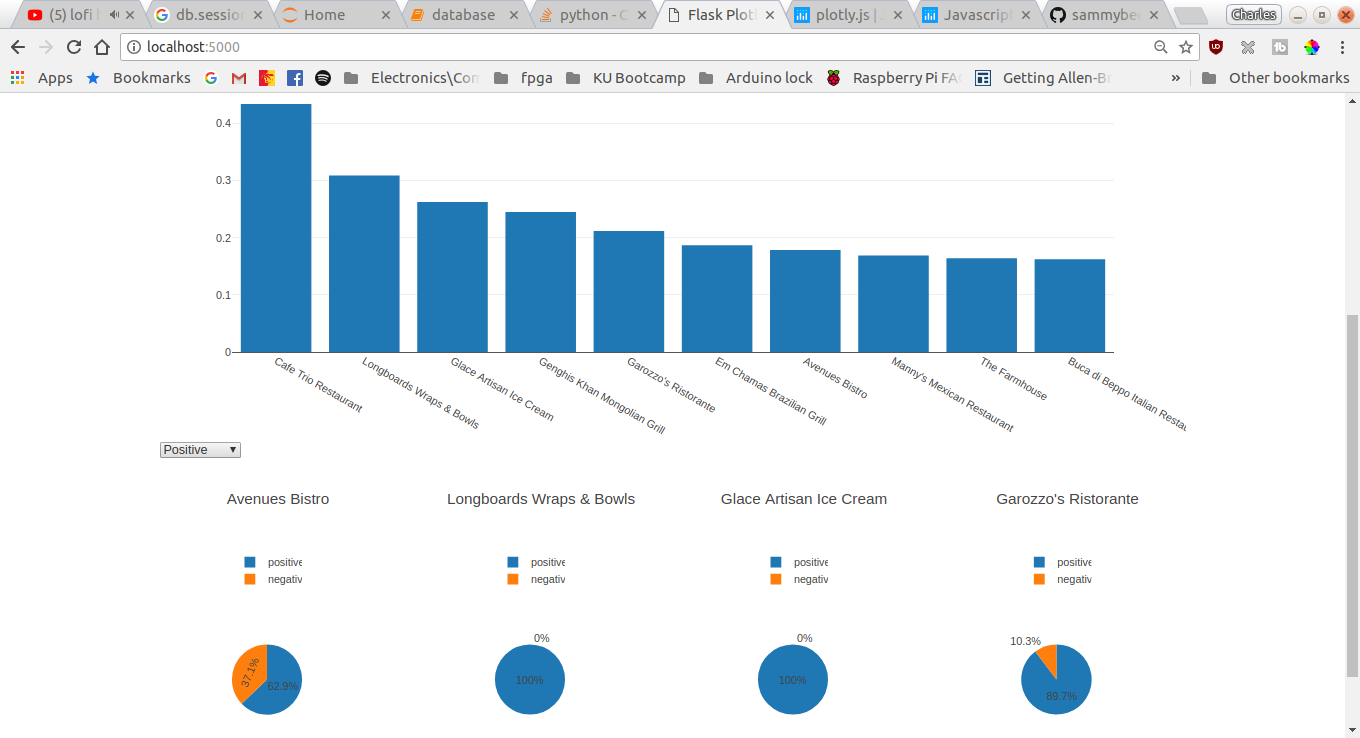 (5) lofi h db.session Home database python - C Flask Plotl plotly.js | J Javascript sammybee Charles
localhost:5000
Apps Bookmarks Electronics\Com fpga KU Bootcamp Arduino lock Raspberry Pi FA Getting Allen-Br » Other bookmarks
0.4
0.3
0.2
0.1
0
Cafe Trio Restaurant
Longboards Wraps & Bowls
Glace Artisan Ice Cream
Genghis Khan Mongolian Grill
Garozzo's Ristorante
Em Chamas Brazilian Grill
Avenues Bistro
Manny's Mexican Restaurant
The Farmhouse
Buca di Beppo Italian Restau
Positive
Avenues Bistro Longboards Wraps & Bowls Glace Artisan Ice Cream Garozzo's Ristorante
positive positive positive positive
negativ negativ negativ negativ
37.1% 62.9%
0% 100%
0% 100%
10.3% 89.7%